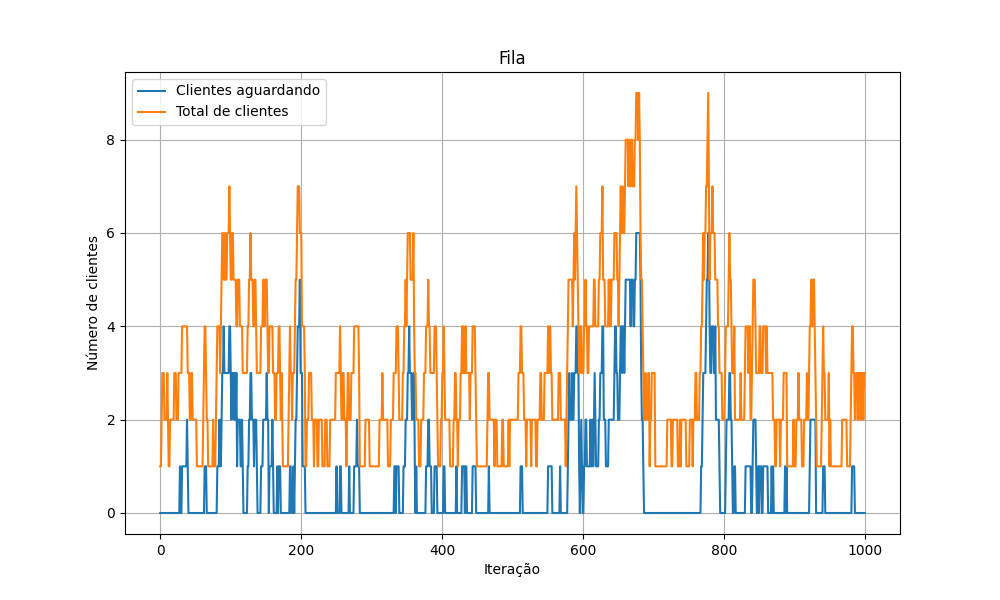 Fila
Clientes aguardando
Total de clientes
Número de clientes
8
6
4
2
0
0 200 400 600 800 1000
Iteração